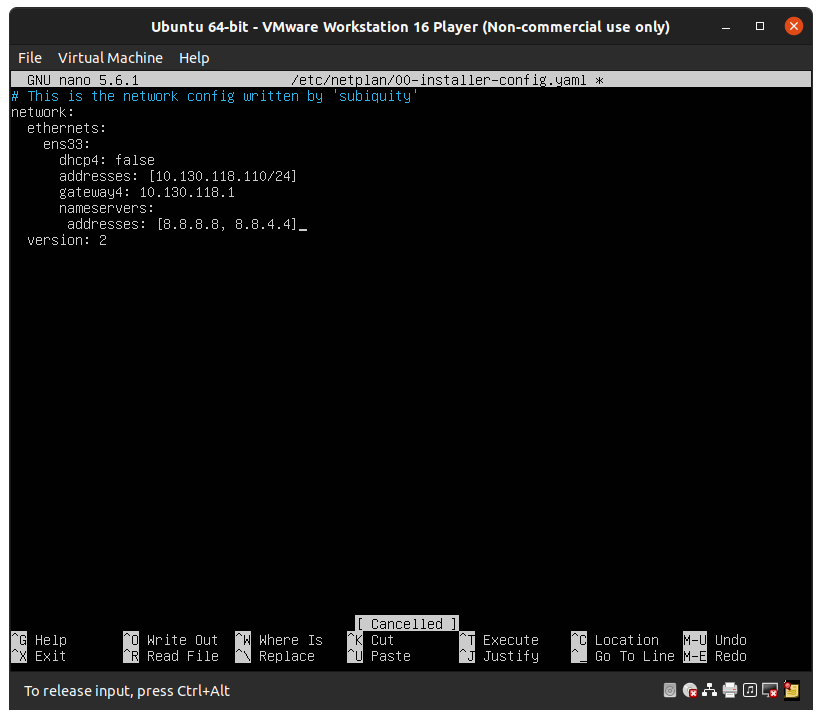 Ubuntu 64-bit - VMware Workstation 16 Player (Non-commercial use only)
File Virtual Machine Help
GNU nano 5.6.1 /etc/netplan/00-installer-config.yaml *
# This is the network config written by 'subiquity'
network:
  ethernets:
    ens33:
      dhcp4: false
      addresses: [10.130.118.110/24]
      gateway4: 10.130.118.1
      nameservers:
       addresses: [8.8.8.8, 8.8.4.4]_
  version: 2
[ Cancelled ]
^G Help ^O Write Out ^W Where Is ^K Cut ^T Execute ^C Location M-U Undo
^X Exit ^R Read File ^\ Replace ^U Paste ^J Justify ^_ Go To Line M-E Redo
To release input, press Ctrl+Alt